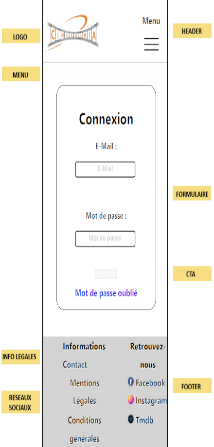 Menu
HEADER
LOGO
MENU
Connexion
E-Mail :
E-Mail
FORMULAIRE
Mot de passe :
Mot de passe
CTA
Mot de passe oublié
INFO LEGALES
Informations
Retrouvez-
nous
Contact
Mentions
Légales
Conditions
générales
Facebook
Instagram
Tmdb
FOOTER
RESEAUX
SOCIAUX